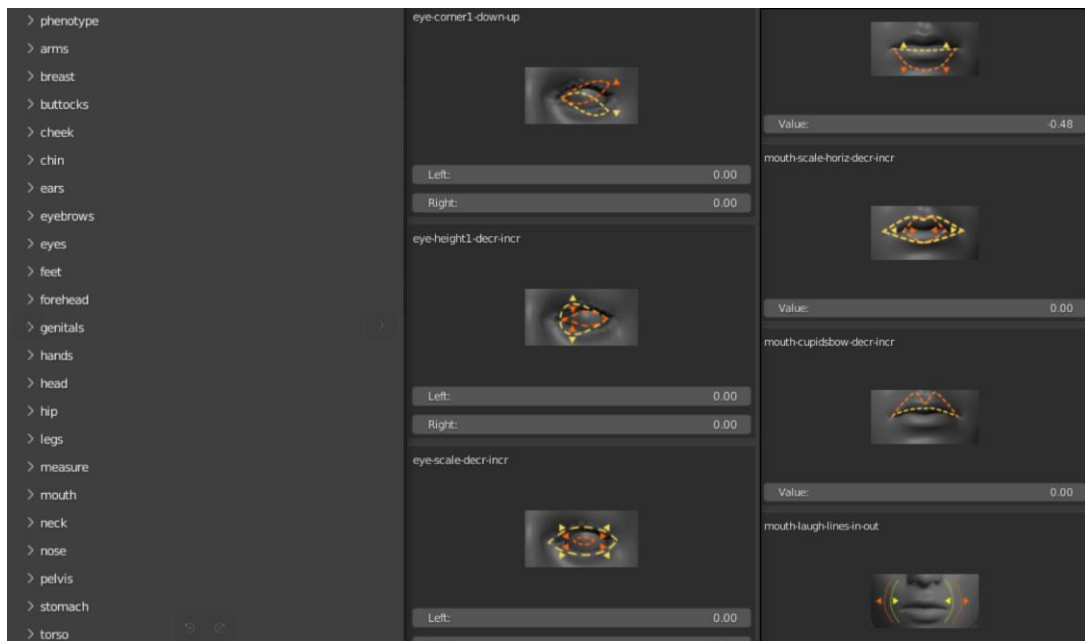 phenotype
arms
breast
buttocks
cheek
chin
ears
eyebrows
eyes
feet
forehead
genitals
hands
head
hip
legs
measure
mouth
neck
nose
pelvis
stomach
torso
eye-corner1-down-up
Left: 0.00
Right: 0.00
eye-height1-decr-incr
Left: 0.00
Right: 0.00
eye-scale-decr-incr
Left: 0.00
Value: -0.48
mouth-scale-horiz-decr-incr
Value: 0.00
mouth-cupidsbow-decr-incr
Value: 0.00
mouth-laugh-lines-in-out